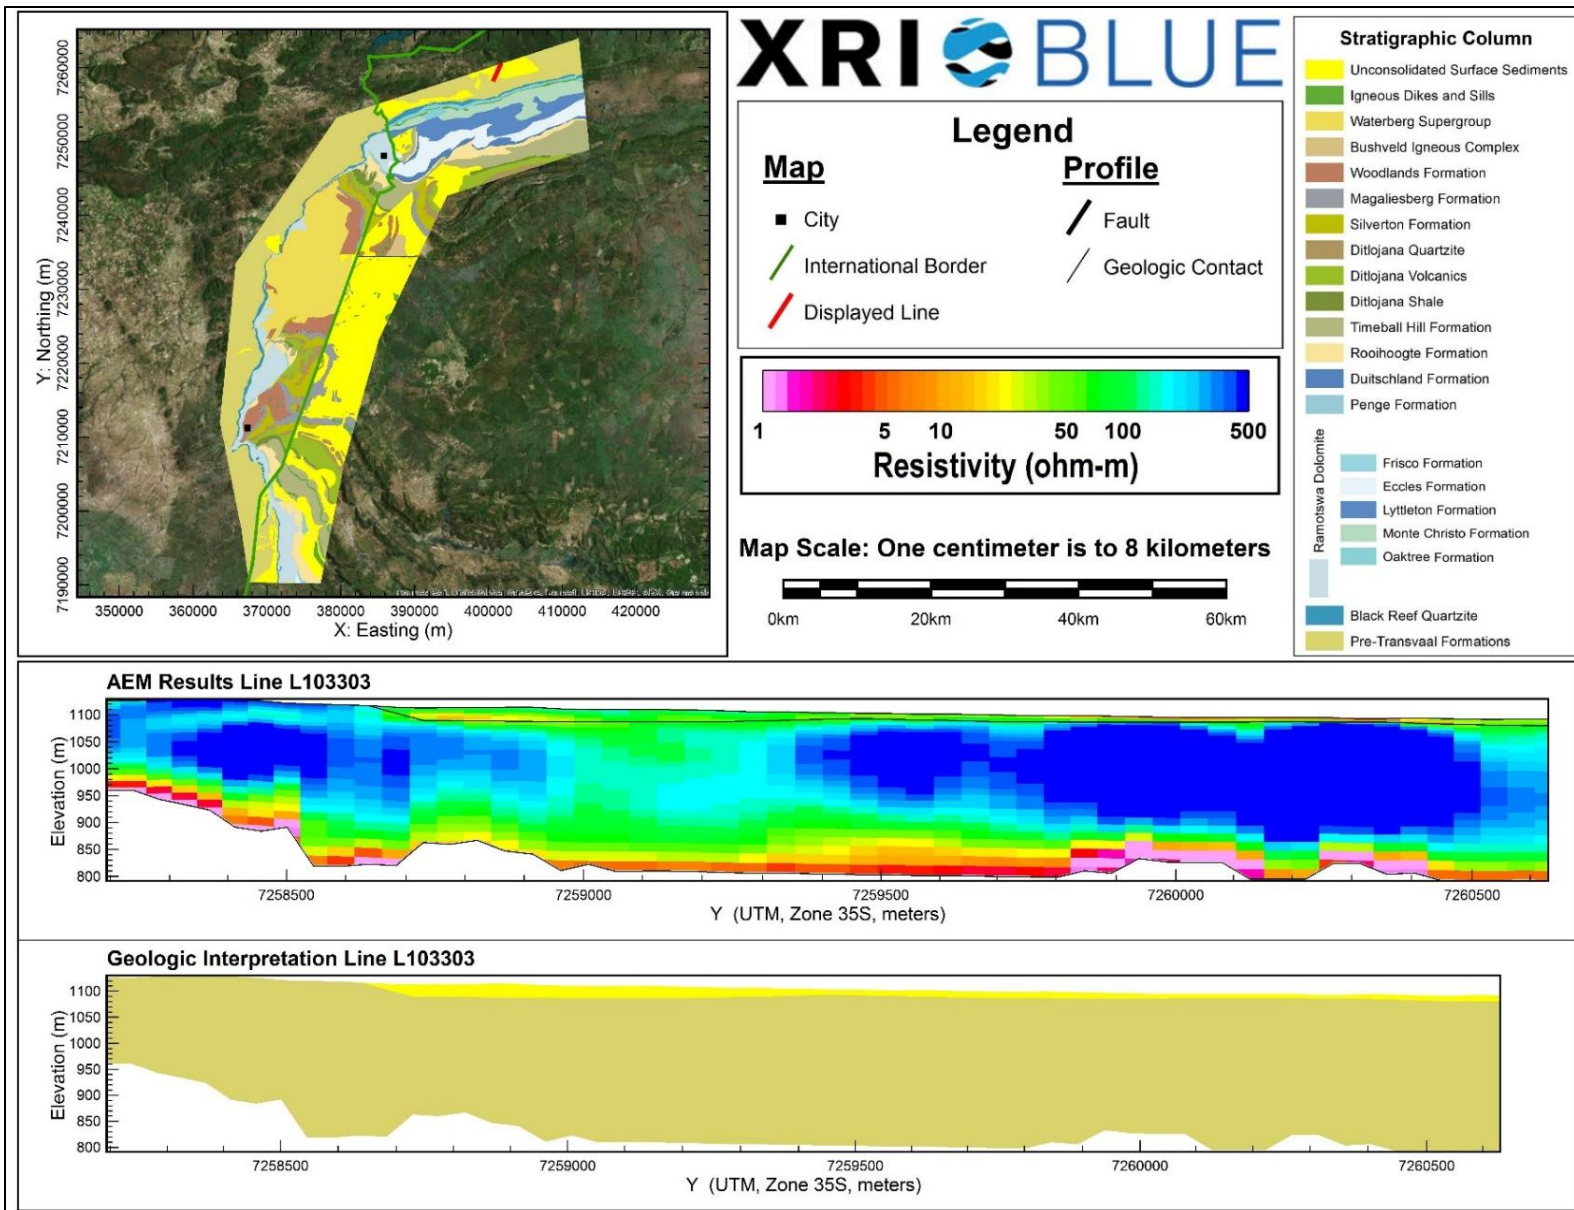 7260000
7250000
7240000
7230000
7220000
7210000
7200000
7190000
Y: Northing (m)
350000 360000 370000 380000 390000 400000 410000 420000
X: Easting (m)
XRI BLUE
Legend
Map
City
International Border
Displayed Line
Profile
Fault
Geologic Contact
1 5 10 50 100 500
Resistivity (ohm-m)
Map Scale: One centimeter is to 8 kilometers
0km 20km 40km 60km
Stratigraphic Column
Unconsolidated Surface Sediments
Igneous Dikes and Sills
Waterberg Supergroup
Bushveld Igneous Complex
Woodlands Formation
Magaliesberg Formation
Silverton Formation
Ditlojana Quartzite
Ditlojana Volcanics
Ditlojana Shale
Timeball Hill Formation
Rooihoogte Formation
Duitschland Formation
Penge Formation
Ramotswa Dolomite
Frisco Formation
Eccles Formation
Lyttleton Formation
Monte Christo Formation
Oaktree Formation
Black Reef Quartzite
Pre-Transvaal Formations
AEM Results Line L103303
Elevation (m)
1100
1050
1000
950
900
850
800
7258500 7259000 7259500 7260000 7260500
Y (UTM, Zone 35S, meters)
Geologic Interpretation Line L103303
Elevation (m)
1100
1050
1000
950
900
850
800
7258500 7259000 7259500 7260000 7260500
Y (UTM, Zone 35S, meters)